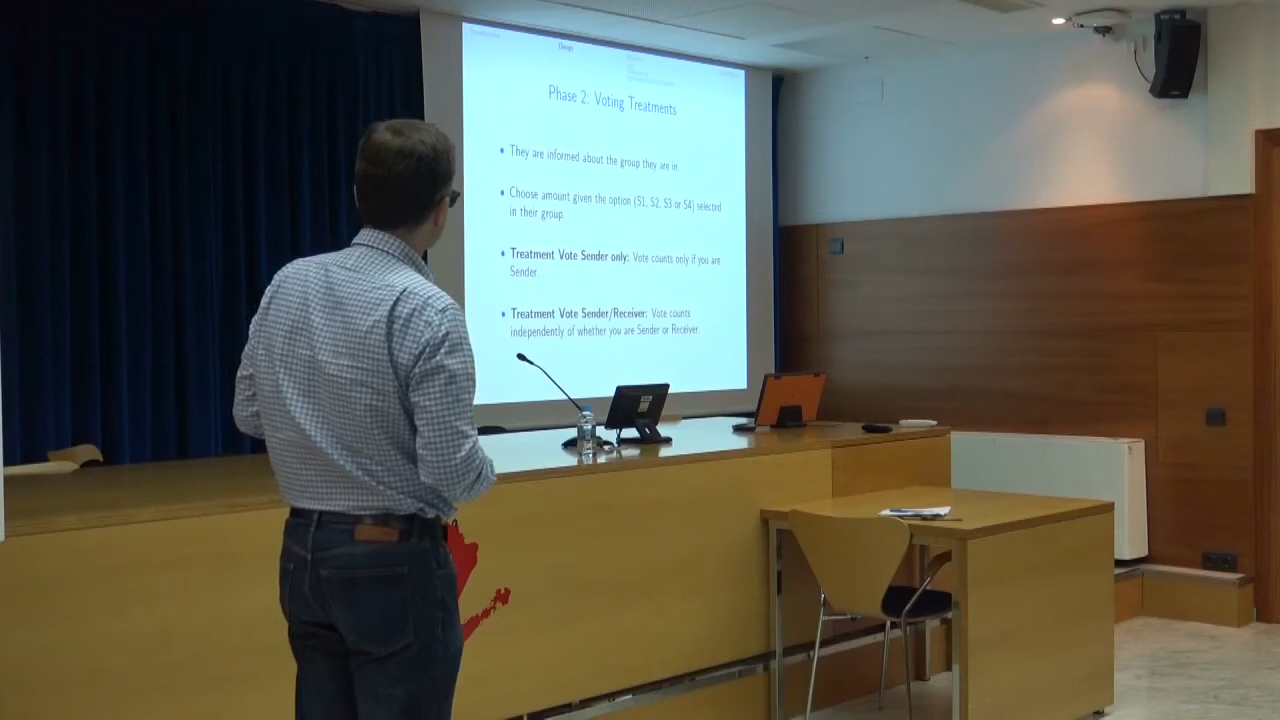 Design
Phase 2: Voting Treatments
• They are informed about the group they are in
• Choose amount given the option (S1, S2, S3 or S4) selected
in their group.
• Treatment Vote Sender only: Vote counts only if you are
Sender.
• Treatment Vote Sender/Receiver: Vote counts
independently of whether you are Sender or Receiver.